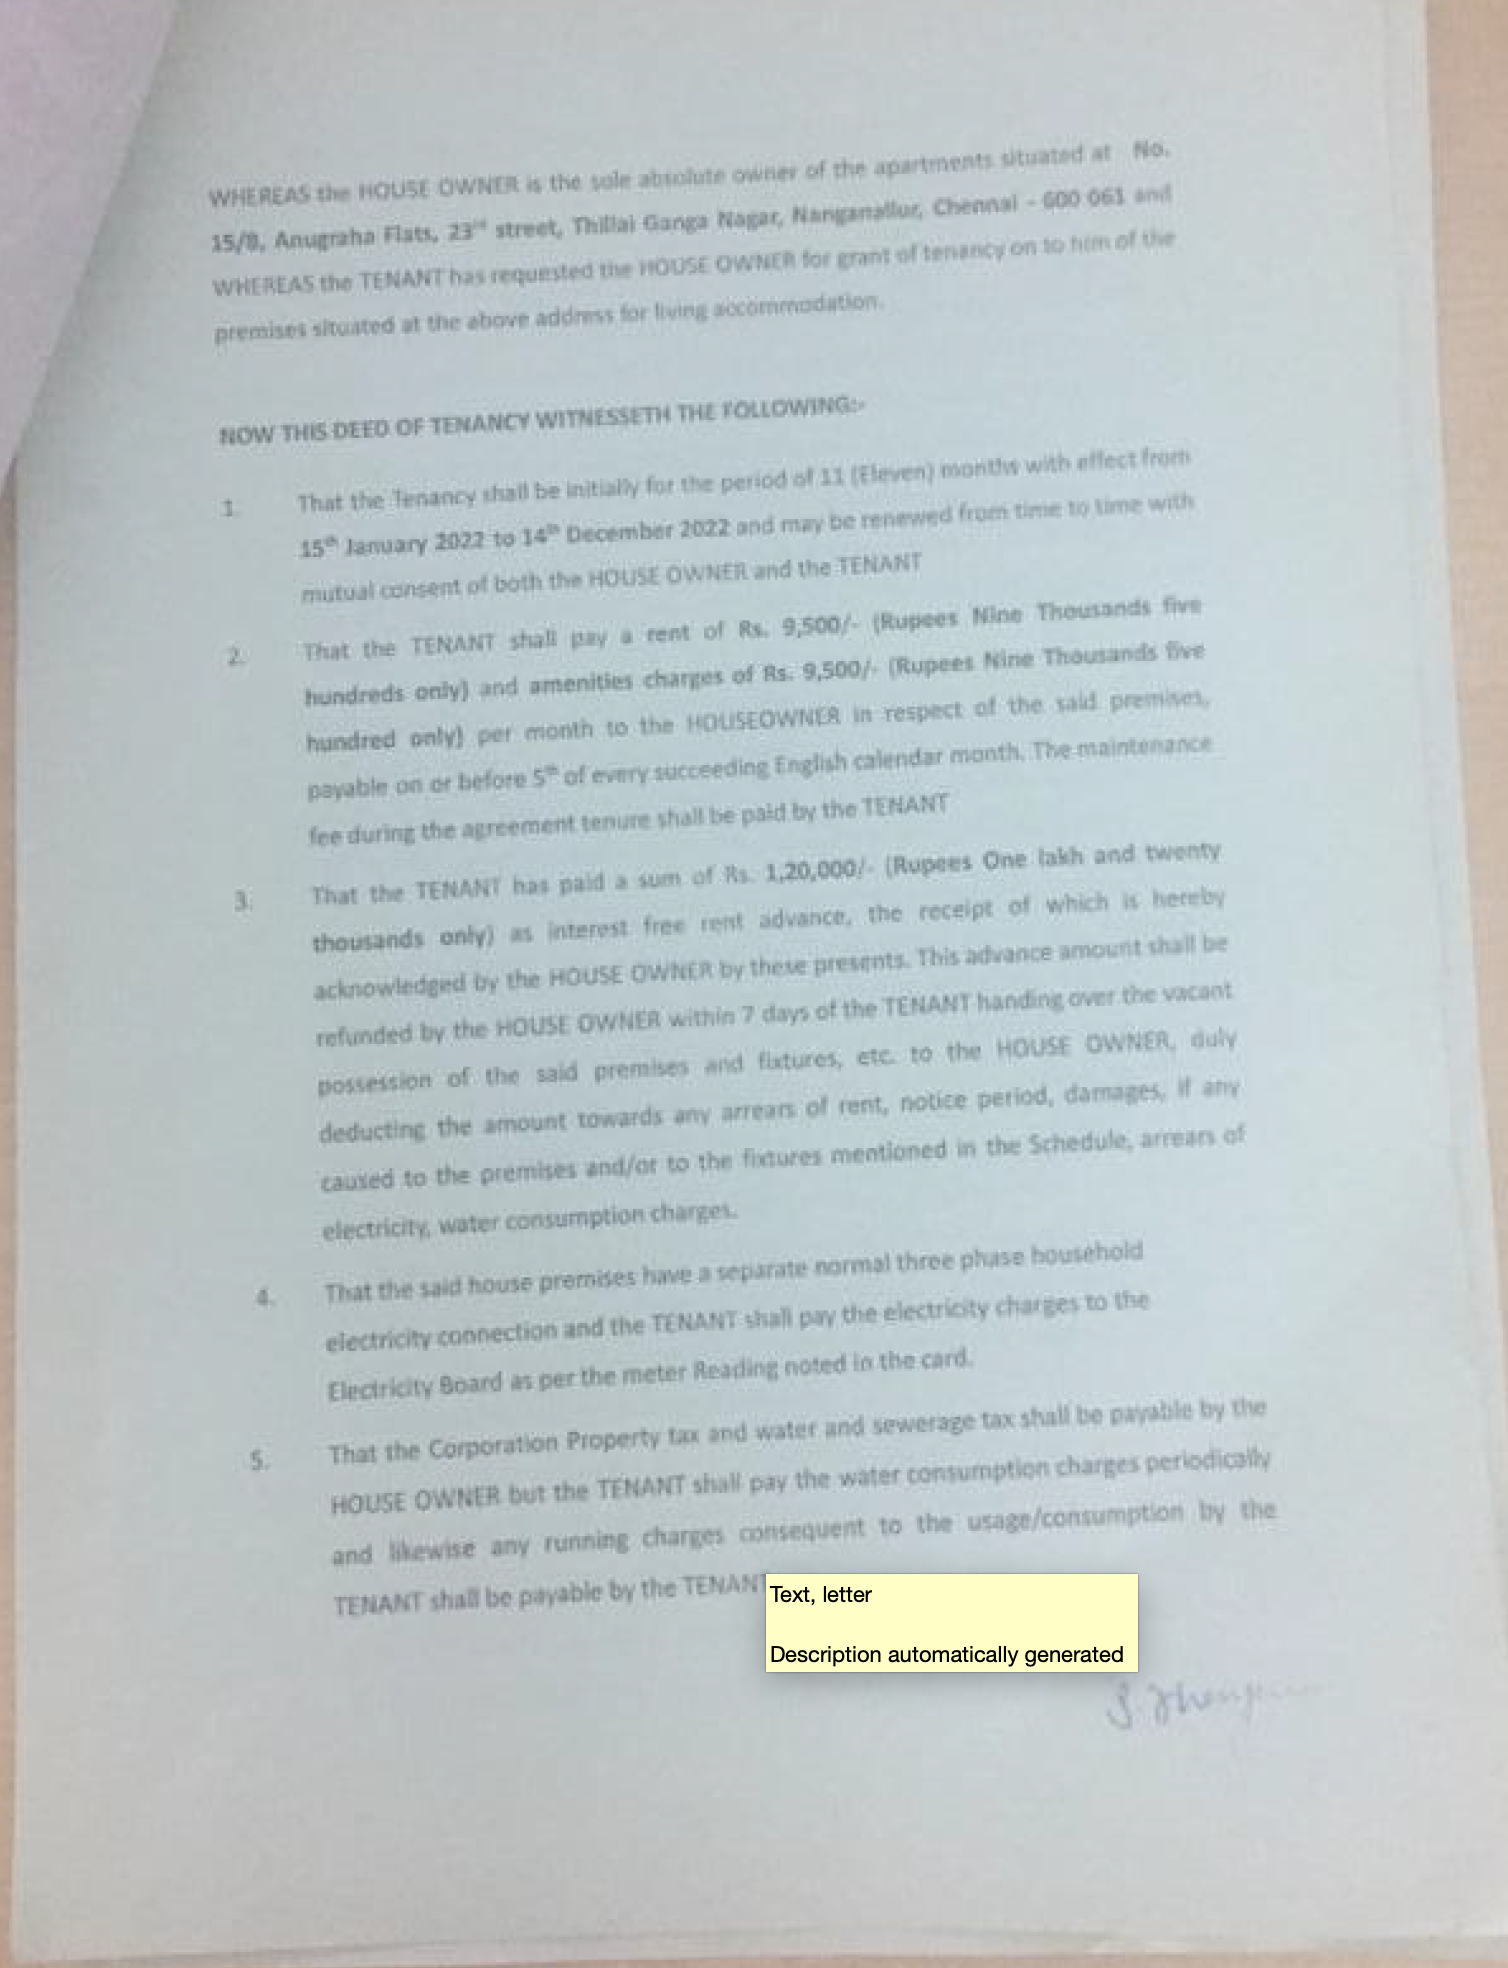 WHEREAS the HOUSE OWNER is the sole absolute owner of the apartments situated at No.
15/8, Anugraha Flats, 23rd street, Thillai Ganga Nagar, Nanganallur, Chennai - 600 061 and
WHEREAS the TENANT has requested the HOUSE OWNER for grant of tenancy on to him of the
premises situated at the above address for living accommodation.
NOW THIS DEED OF TENANCY WITNESSETH THE FOLLOWING:-
1. That the Tenancy shall be initially for the period of 11 (Eleven) months with effect from
15th January 2022 to 14th December 2022 and may be renewed from time to time with
mutual consent of both the HOUSE OWNER and the TENANT
2. That the TENANT shall pay a rent of Rs. 9,500/- (Rupees Nine Thousands five
hundreds only) and amenities charges of Rs. 9,500/- (Rupees Nine Thousands five
hundred only) per month to the HOUSEOWNER in respect of the said premises,
payable on or before 5th of every succeeding English calendar month. The maintenance
fee during the agreement tenure shall be paid by the TENANT
3. That the TENANT has paid a sum of Rs. 1,20,000/- (Rupees One lakh and twenty
thousands only) as interest free rent advance, the receipt of which is hereby
acknowledged by the HOUSE OWNER by these presents. This advance amount shall be
refunded by the HOUSE OWNER within 7 days of the TENANT handing over the vacant
possession of the said premises and fixtures, etc. to the HOUSE OWNER, duly
deducting the amount towards any arrears of rent, notice period, damages, if any
caused to the premises and/or to the fixtures mentioned in the Schedule, arrears of
electricity, water consumption charges.
4. That the said house premises have a separate normal three phase household
electricity connection and the TENANT shall pay the electricity charges to the
Electricity Board as per the meter Reading noted in the card.
5. That the Corporation Property tax and water and sewerage tax shall be payable by the
HOUSE OWNER but the TENANT shall pay the water consumption charges periodically
and likewise any running charges consequent to the usage/consumption by the
TENANT shall be payable by the TENANT
Text, letter
Description automatically generated